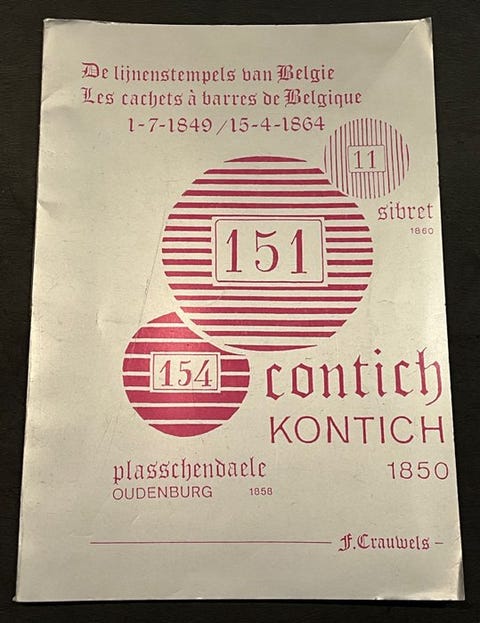 De lijnenstempels van Belgie
Les cachets à barres de Belgique
1-7-1849/15-4-1864
11
sibret
1860
151
154
contich
KONTICH
1850
plasschendaele
OUDENBURG 1858
F. Crauwels -